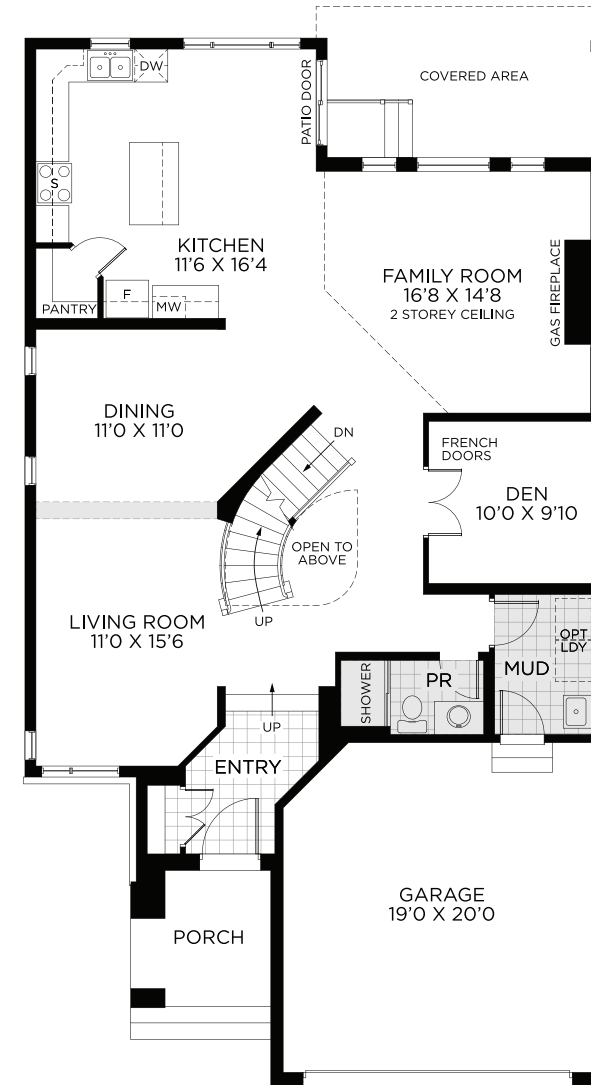 COVERED AREA
DW
PATIO DOOR
S
KITCHEN
11'6 X 16'4
FAMILY ROOM
16'8 X 14'8
2 STOREY CEILING
GAS FIREPLACE
PANTRY
F
MW
DINING
11'0 X 11'0
DN
FRENCH
DOORS
DEN
10'0 X 9'10
OPEN TO
ABOVE
UP
LIVING ROOM
11'0 X 15'6
OPT
LDY
MUD
SHOWER
PR
UP
ENTRY
GARAGE
19'0 X 20'0
PORCH